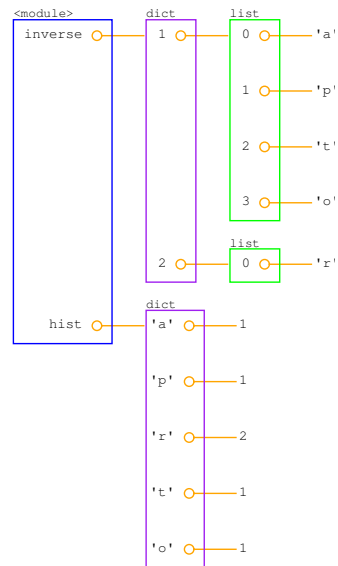 <module> dict list
inverse 1 0 'a'
1 'p'
2 't'
3 'o'
list
2 0 'r'
dict
hist 'a' 1
'p' 1
'r' 2
't' 1
'o' 1